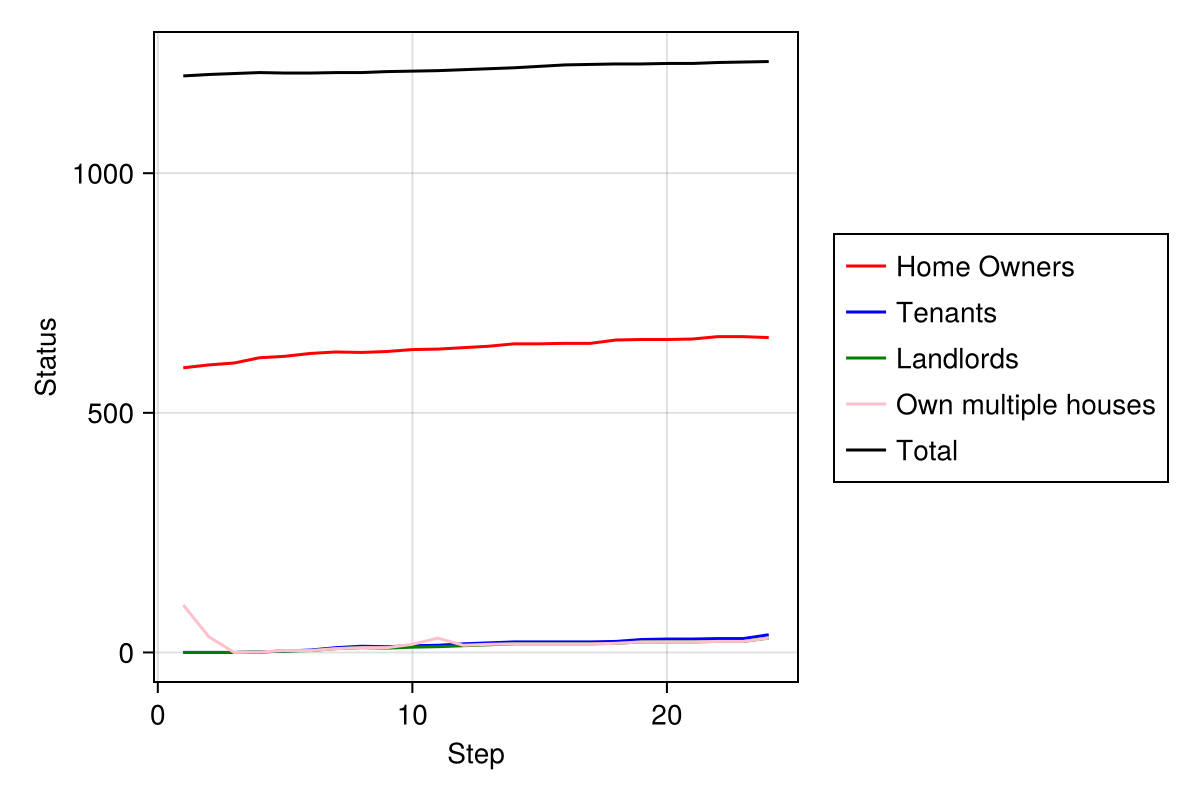 Status
1000
500
0
0
10
20
Step
Home Owners
Tenants
Landlords
Own multiple houses
Total